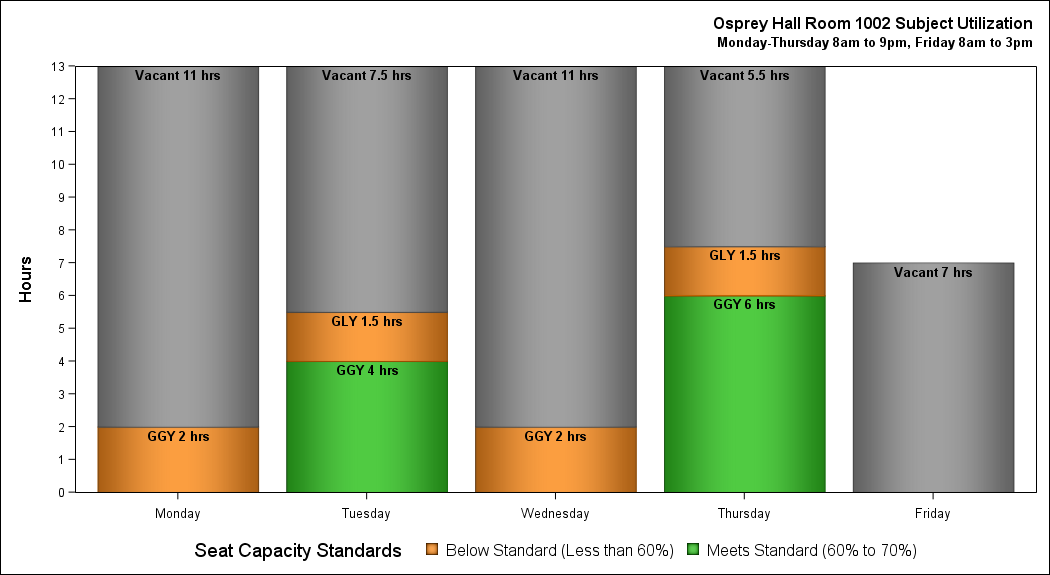 Osprey Hall Room 1002 Subject Utilization
Monday-Thursday 8am to 9pm, Friday 8am to 3pm
Hours
13
12
11
10
9
8
7
6
5
4
3
2
1
0
Vacant 11 hrs
GGY 2 hrs
Vacant 7.5 hrs
GLY 1.5 hrs
GGY 4 hrs
Vacant 11 hrs
GGY 2 hrs
Vacant 5.5 hrs
GLY 1.5 hrs
GGY 6 hrs
Vacant 7 hrs
Monday Tuesday Wednesday Thursday Friday
Seat Capacity Standards Below Standard (Less than 60%) Meets Standard (60% to 70%)